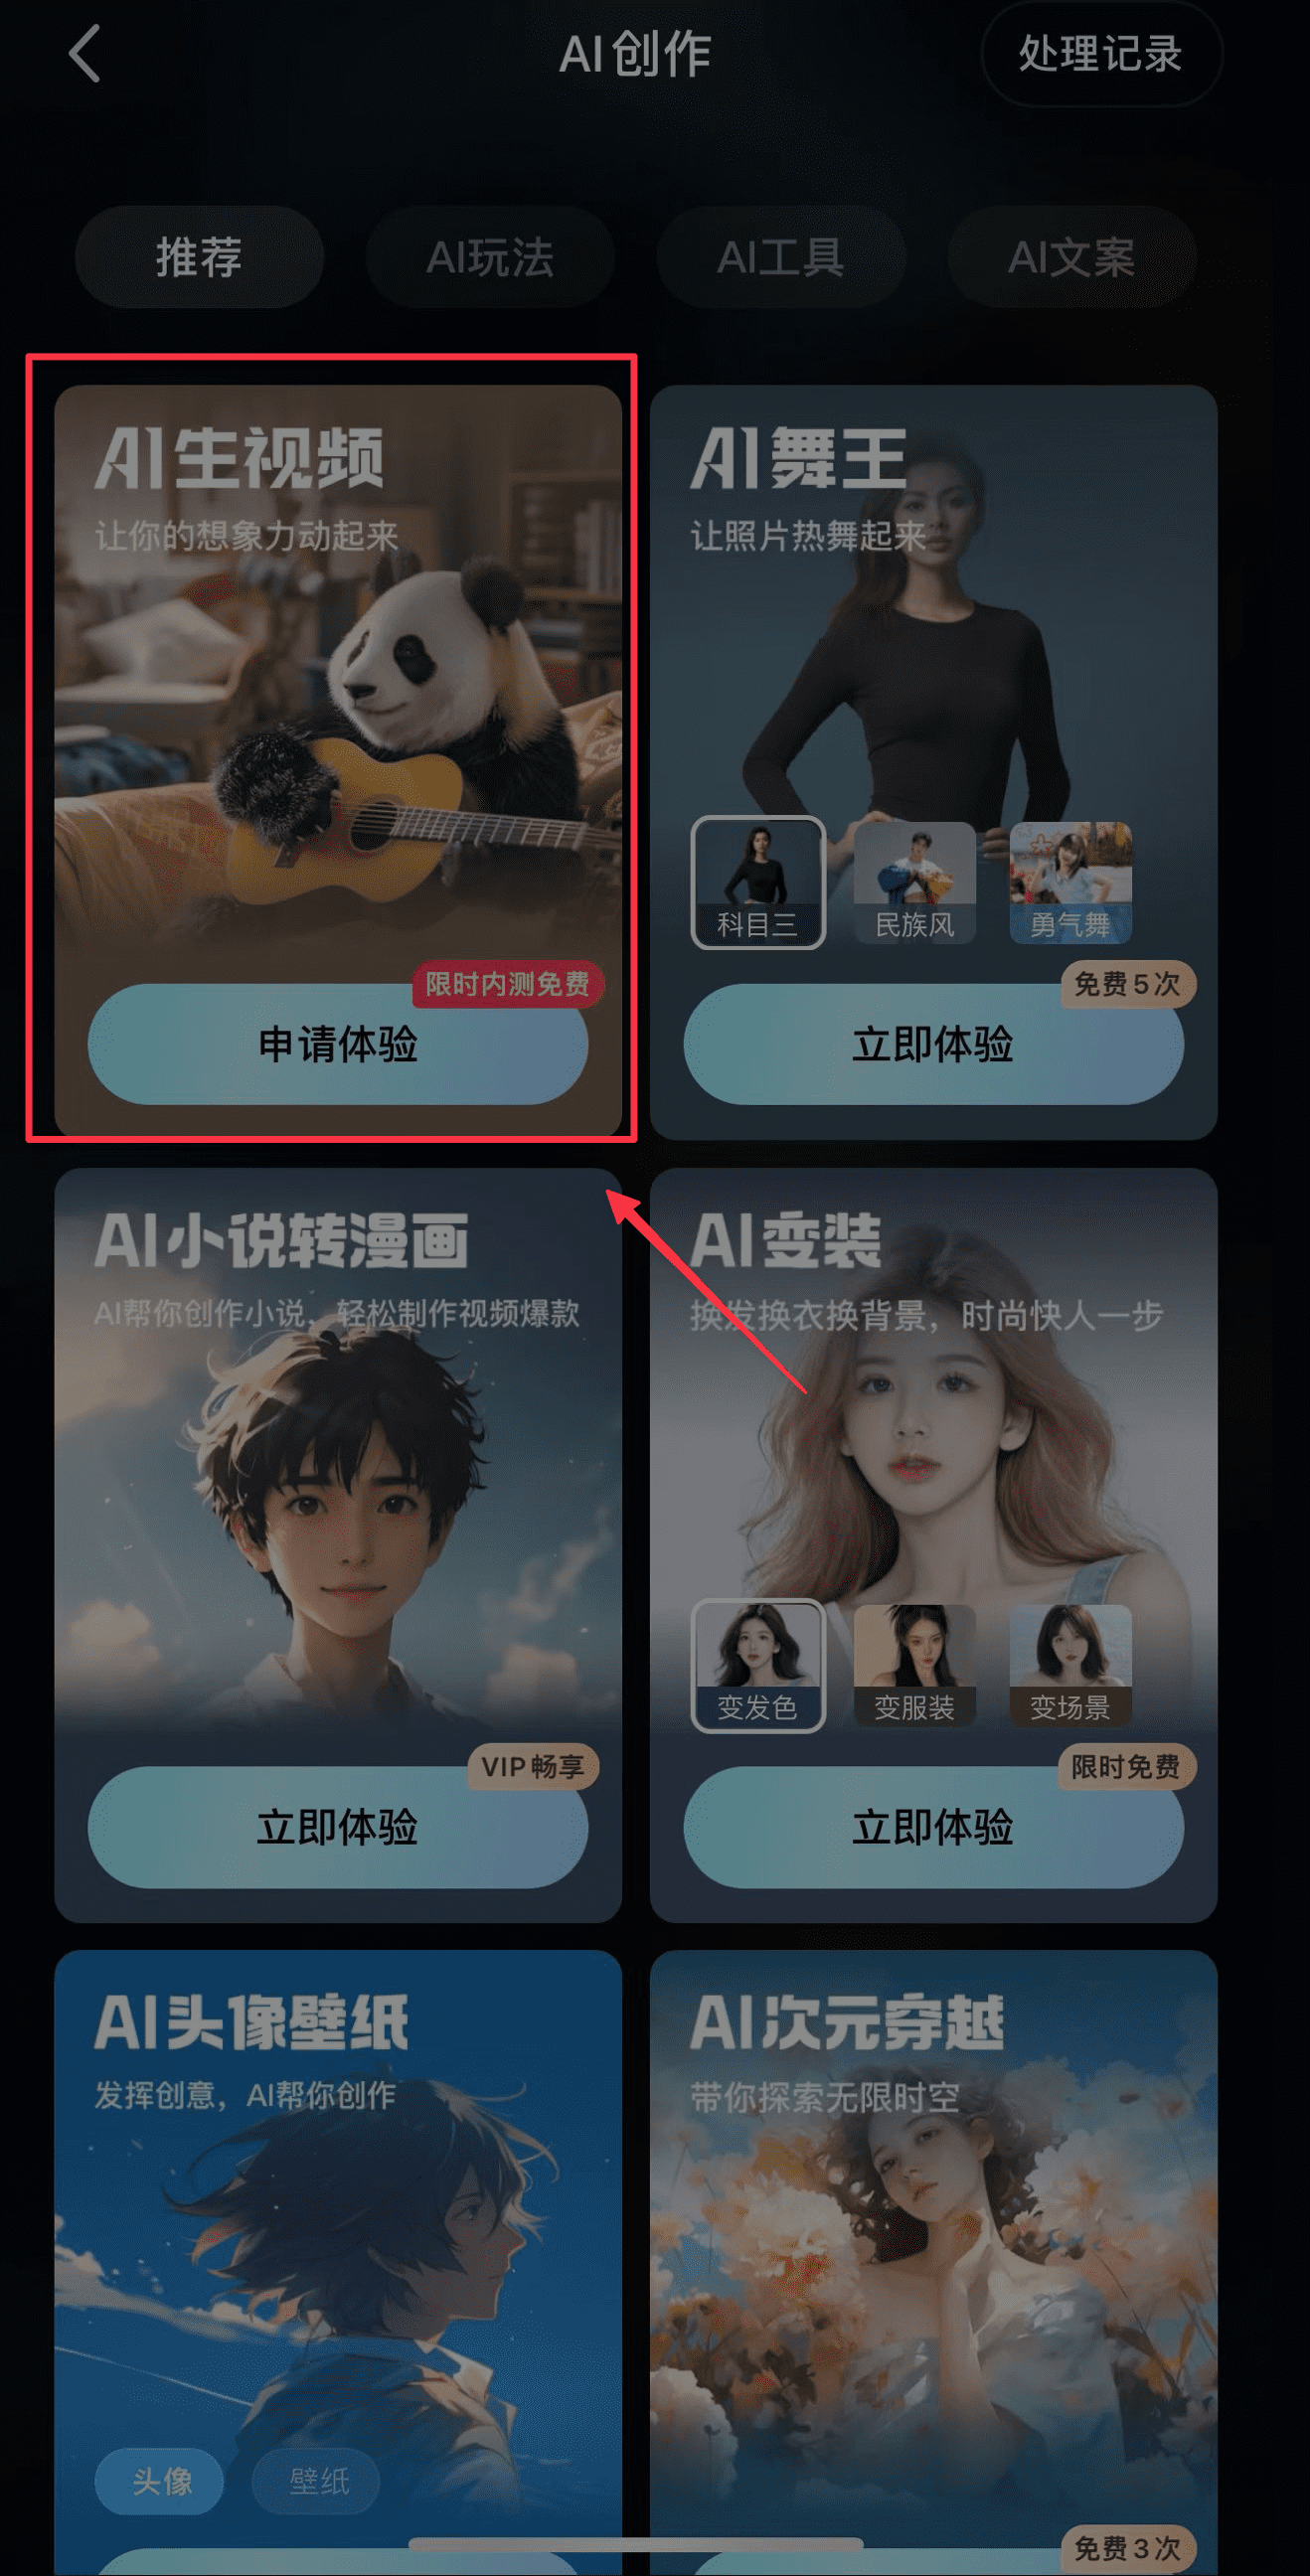 AI创作
处理记录
推荐
AI玩法
AI工具
AI文案
AI生视频
让你的想象力动起来
限时内测免费
申请体验
AI舞王
让照片热舞起来
科目三
民族风
勇气舞
免费5次
立即体验
AI小说转漫画
AI帮你创作小说，轻松制作视频爆款
VIP畅享
立即体验
AI变装
换发换衣换背景，时尚快人一步
变发色
变服装
变场景
限时免费
立即体验
AI头像壁纸
发挥创意，AI帮你创作
头像
壁纸
AI次元穿越
带你探索无限时空
免费3次